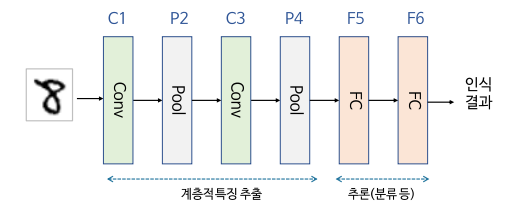 C1 P2 C3 P4 F5 F6
8
Conv
Pool
Conv
Pool
FC
FC
인식
결과
계층적 특징 추출
추론(분류 등)